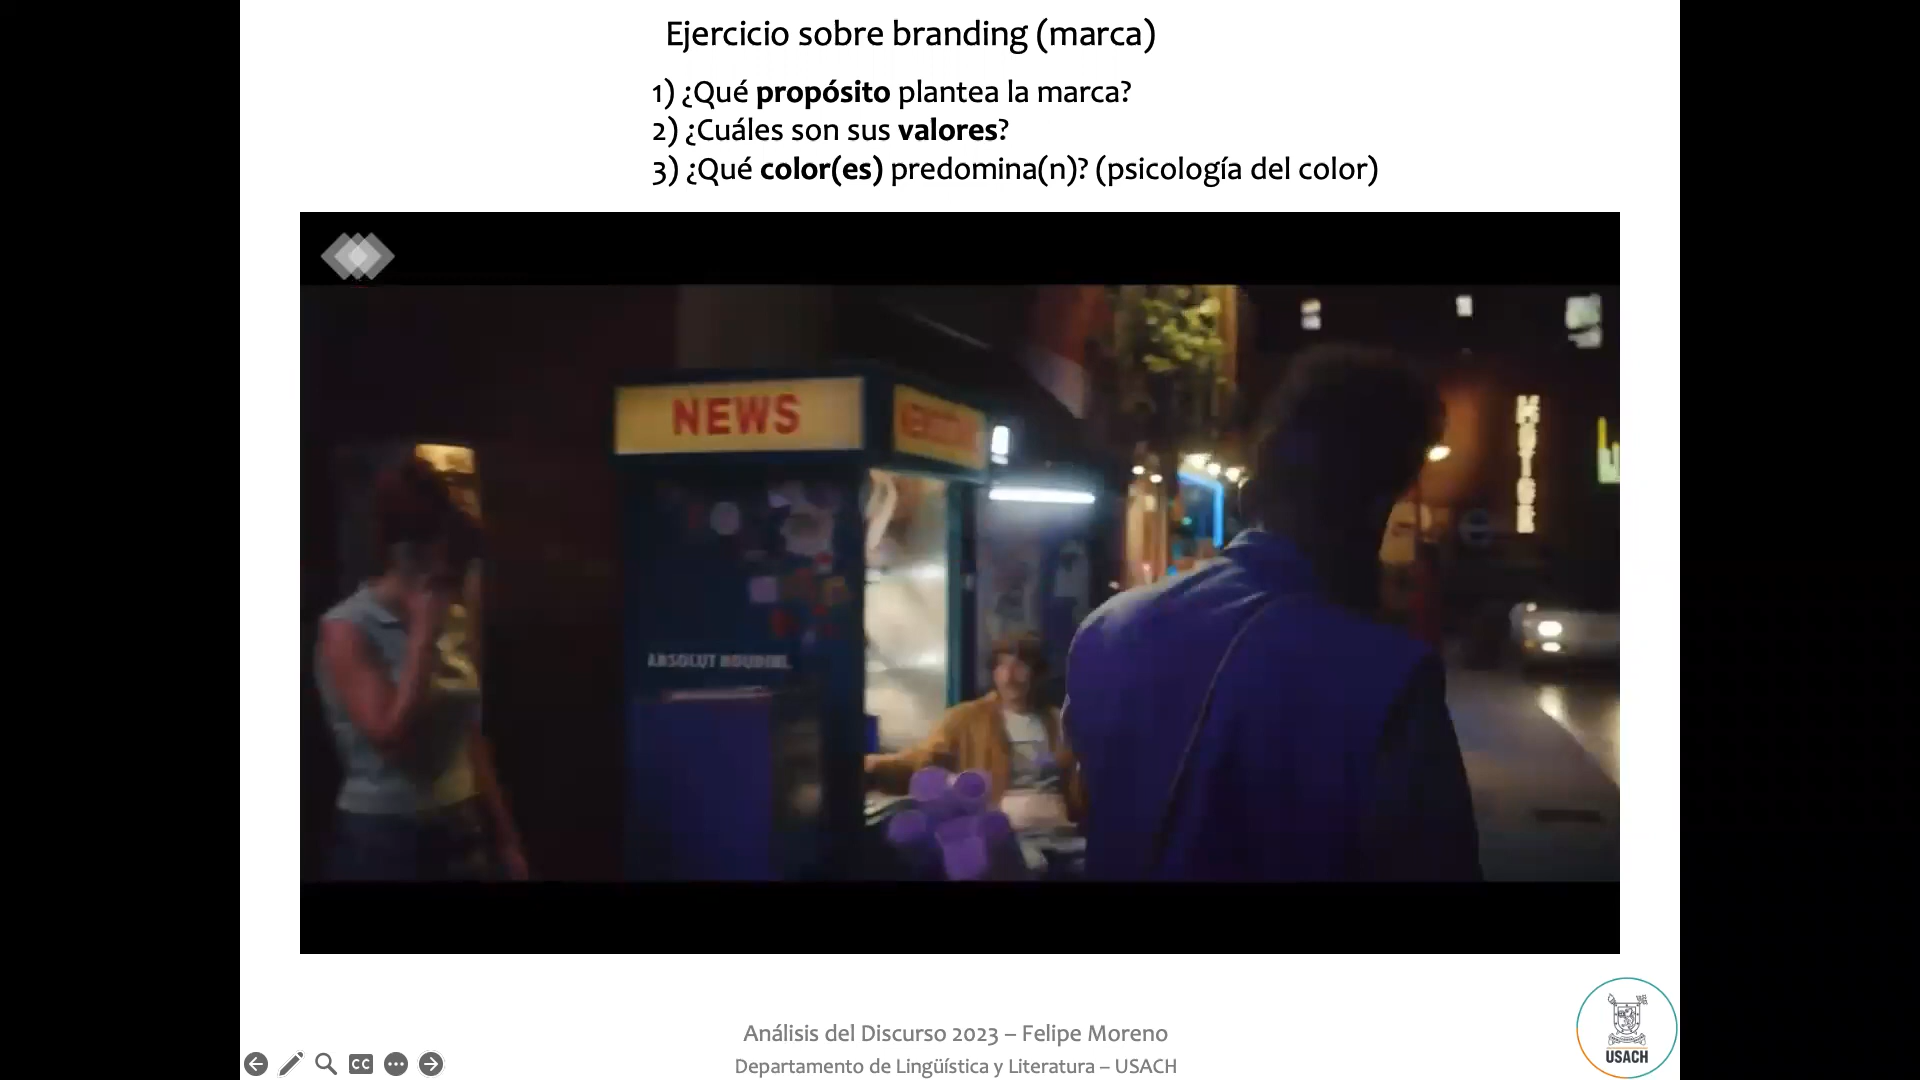 Ejercicio sobre branding (marca)
1) ¿Qué propósito plantea la marca?
2) ¿Cuáles son sus valores?
3) ¿Qué color(es) predomina(n)? (psicología del color)
NEWS
ABSOLUT
Análisis del Discurso 2023 – Felipe Moreno
Departamento de Lingüística y Literatura – USACH
USACH
CC